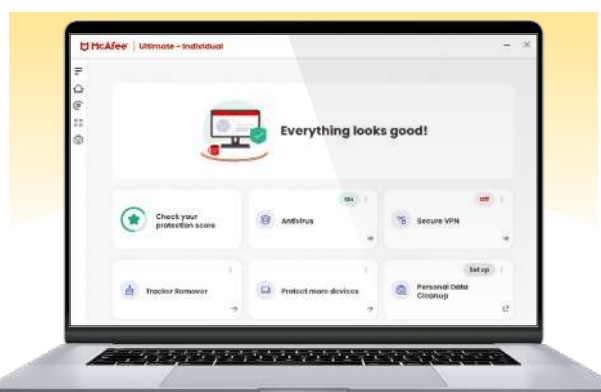 McAfee | Ultimate - Individual
Everything looks good!
Check your
protection score
On
Antivirus
Off
Secure VPN
Tracker Remover
Protect more devices
Set up
Personal Data
Cleanup